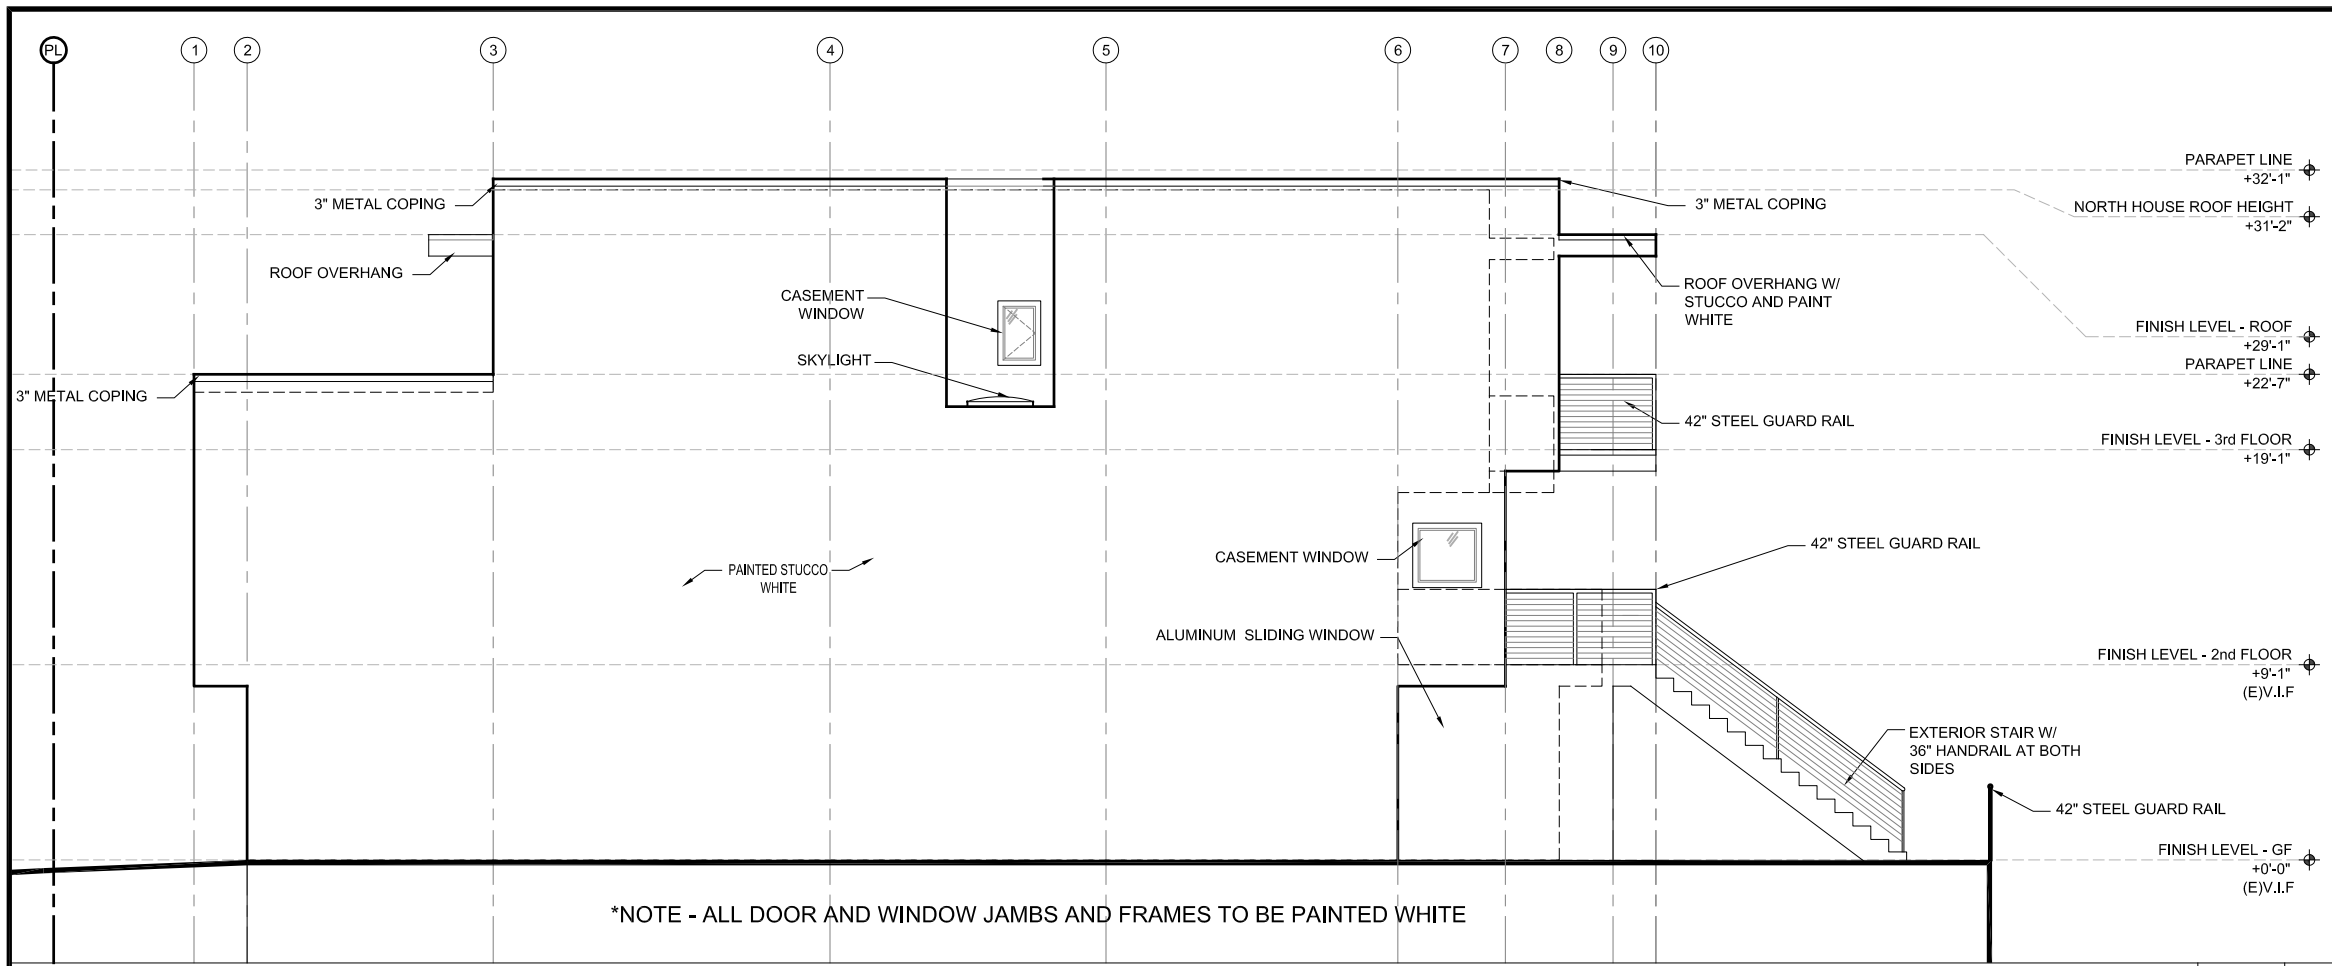 PL 1 2 3 4 5 6 7 8 9 10
PARAPET LINE
+32'-1"
3" METAL COPING
3" METAL COPING
NORTH HOUSE ROOF HEIGHT
+31'-2"
ROOF OVERHANG
CASEMENT
WINDOW
ROOF OVERHANG W/
STUCCO AND PAINT
WHITE
FINISH LEVEL - ROOF
+29'-1"
SKYLIGHT
PARAPET LINE
+22'-7"
3" METAL COPING
42" STEEL GUARD RAIL
FINISH LEVEL - 3rd FLOOR
+19'-1"
PAINTED STUCCO
WHITE
CASEMENT WINDOW
42" STEEL GUARD RAIL
ALUMINUM SLIDING WINDOW
FINISH LEVEL - 2nd FLOOR
+9'-1"
(E)V.I.F
EXTERIOR STAIR W/
36" HANDRAIL AT BOTH
SIDES
42" STEEL GUARD RAIL
FINISH LEVEL - GF
+0'-0"
(E)V.I.F
*NOTE - ALL DOOR AND WINDOW JAMBS AND FRAMES TO BE PAINTED WHITE